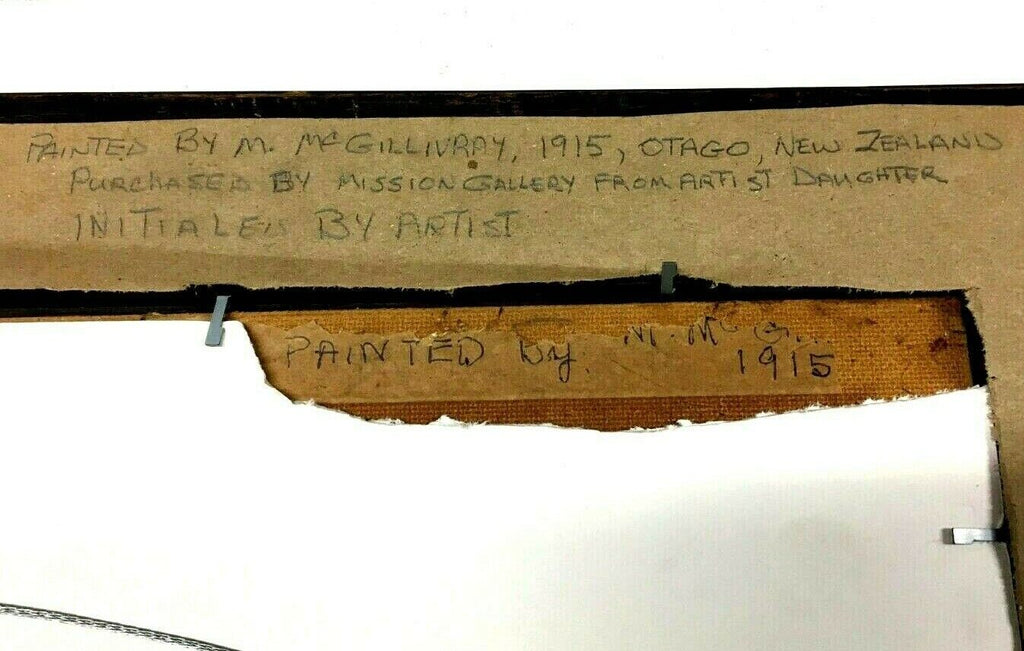 PAINTED BY M. McGILLIVRAY, 1915, OTAGO, NEW ZEALAND
PURCHASED BY MISSION GALLERY FROM ARTIST DAUGHTER
INITIALED BY ARTIST
PAINTED by M. McG...
1915